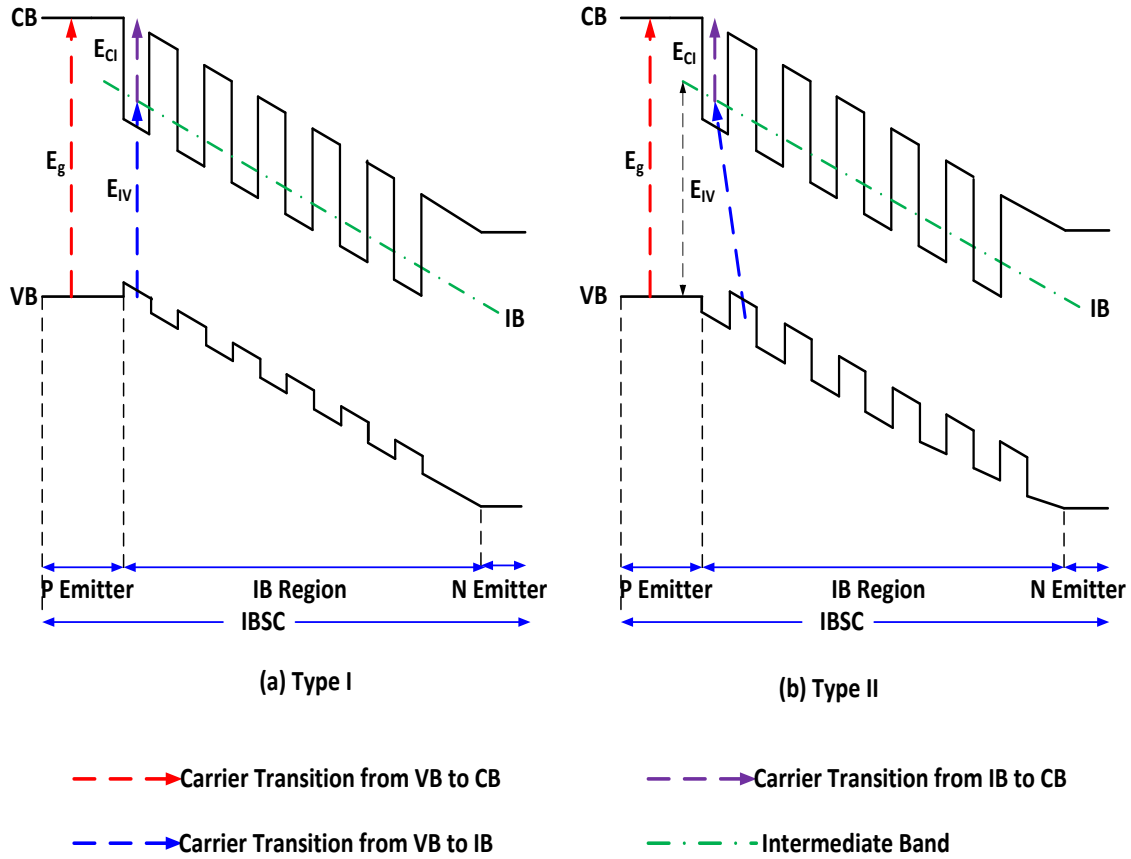 CB
E_CI
E_g
E_IV
VB
IB
P Emitter
IB Region
N Emitter
IBSC
(a) Type I
CB
E_CI
E_g
E_IV
VB
IB
P Emitter
IB Region
N Emitter
IBSC
(b) Type II
Carrier Transition from VB to CB
Carrier Transition from IB to CB
Carrier Transition from VB to IB
Intermediate Band